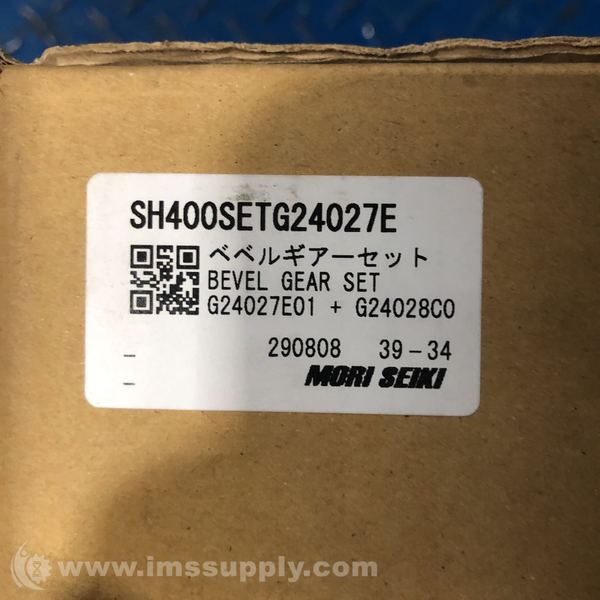 SH400SETG24027E
ベベルギアーセット
BEVEL GEAR SET
G24027E01 + G24028C0
290808 39-34
MORI SEIKI
www.imssupply.com